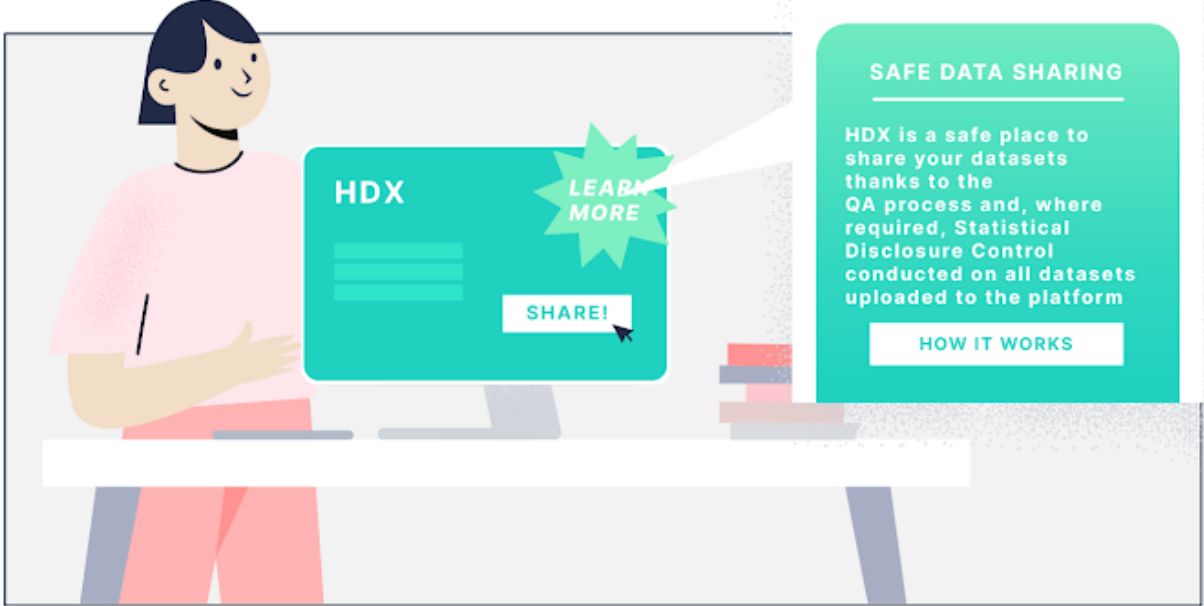 HDX
LEARN
MORE
SHARE!
SAFE DATA SHARING
HDX is a safe place to
share your datasets
thanks to the
QA process and, where
required, Statistical
Disclosure Control
conducted on all datasets
uploaded to the platform
HOW IT WORKS